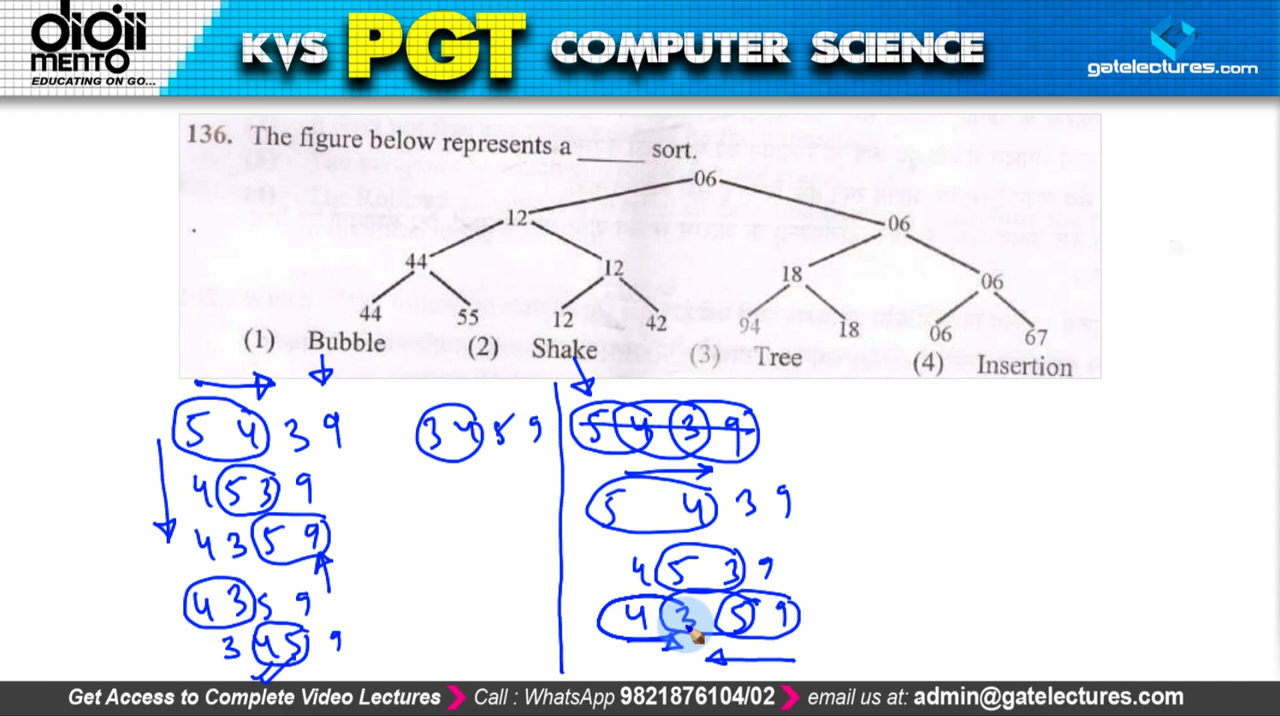 digii
MENTO
EDUCATING ON GO...
KVS PGT COMPUTER SCIENCE
gatelectures.com
136. The figure below represents a _____ sort.
06
12 06
44 12 18 06
44 55 12 42 94 18 06 67
(1) Bubble (2) Shake (3) Tree (4) Insertion
5 4 3 9
4 5 3 9
4 3 5 9
4 3 5 9
3 4 5 9
3 4 5 9
5 4 3 9
5 4 3 9
4 5 3 9
4 3 5 9
Get Access to Complete Video Lectures Call : WhatsApp 9821876104/02 email us at: admin@gatelectures.com